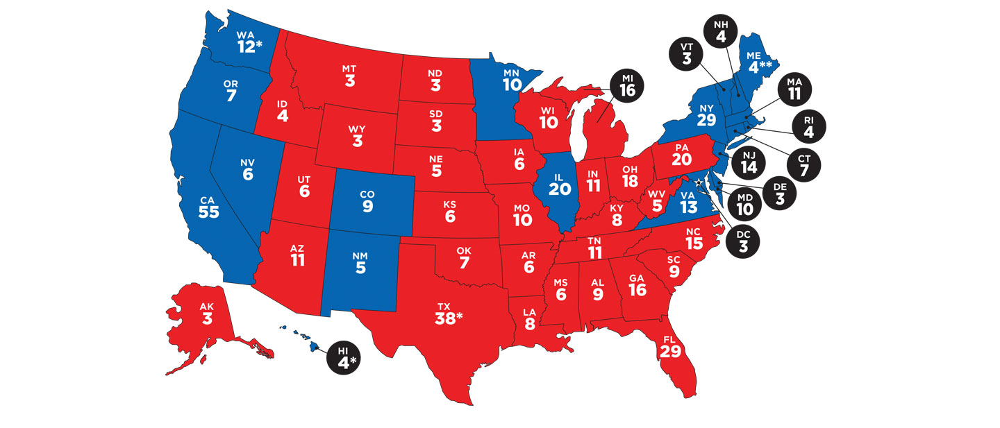 WA
12*
OR
7
CA
55
NV
6
ID
4
MT
3
WY
3
UT
6
CO
9
AZ
11
NM
5
ND
3
SD
3
NE
5
KS
6
OK
7
TX
38*
MN
10
IA
6
MO
10
AR
6
LA
8
WI
10
IL
20
MI
16
IN
11
OH
18
KY
8
TN
11
MS
6
AL
9
GA
16
FL
29
SC
9
NC
15
VA
13
WV
5
PA
20
NY
29
VT
3
NH
4
ME
4**
MA
11
RI
4
CT
7
NJ
14
DE
3
MD
10
DC
3
AK
3
HI
4*